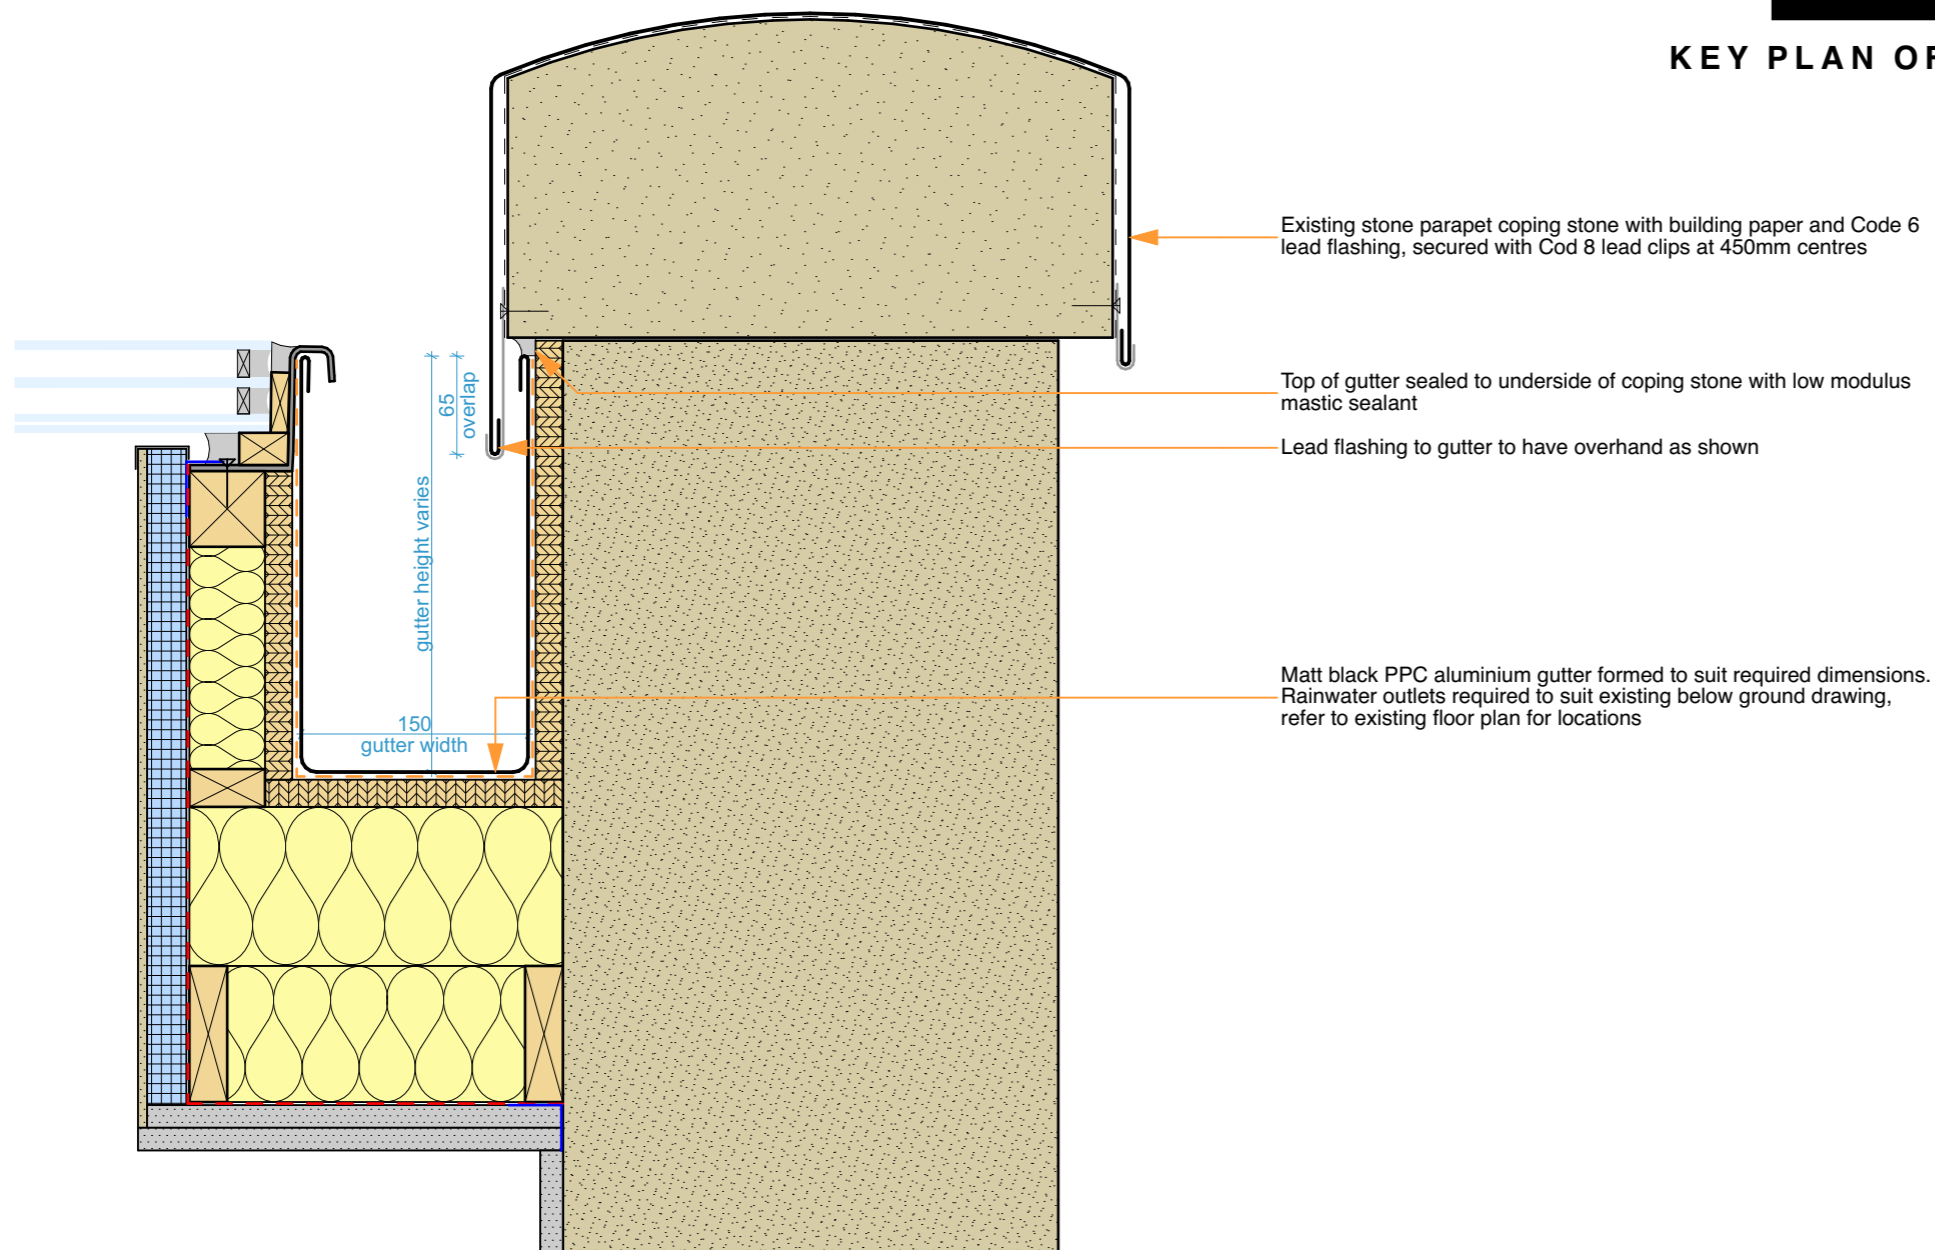 KEY PLAN OF
Existing stone parapet coping stone with building paper and Code 6
lead flashing, secured with Cod 8 lead clips at 450mm centres
Top of gutter sealed to underside of coping stone with low modulus
mastic sealant
65
overlap
Lead flashing to gutter to have overhand as shown
gutter height varies
Matt black PPC aluminium gutter formed to suit required dimensions.
Rainwater outlets required to suit existing below ground drawing,
refer to existing floor plan for locations
150
gutter width